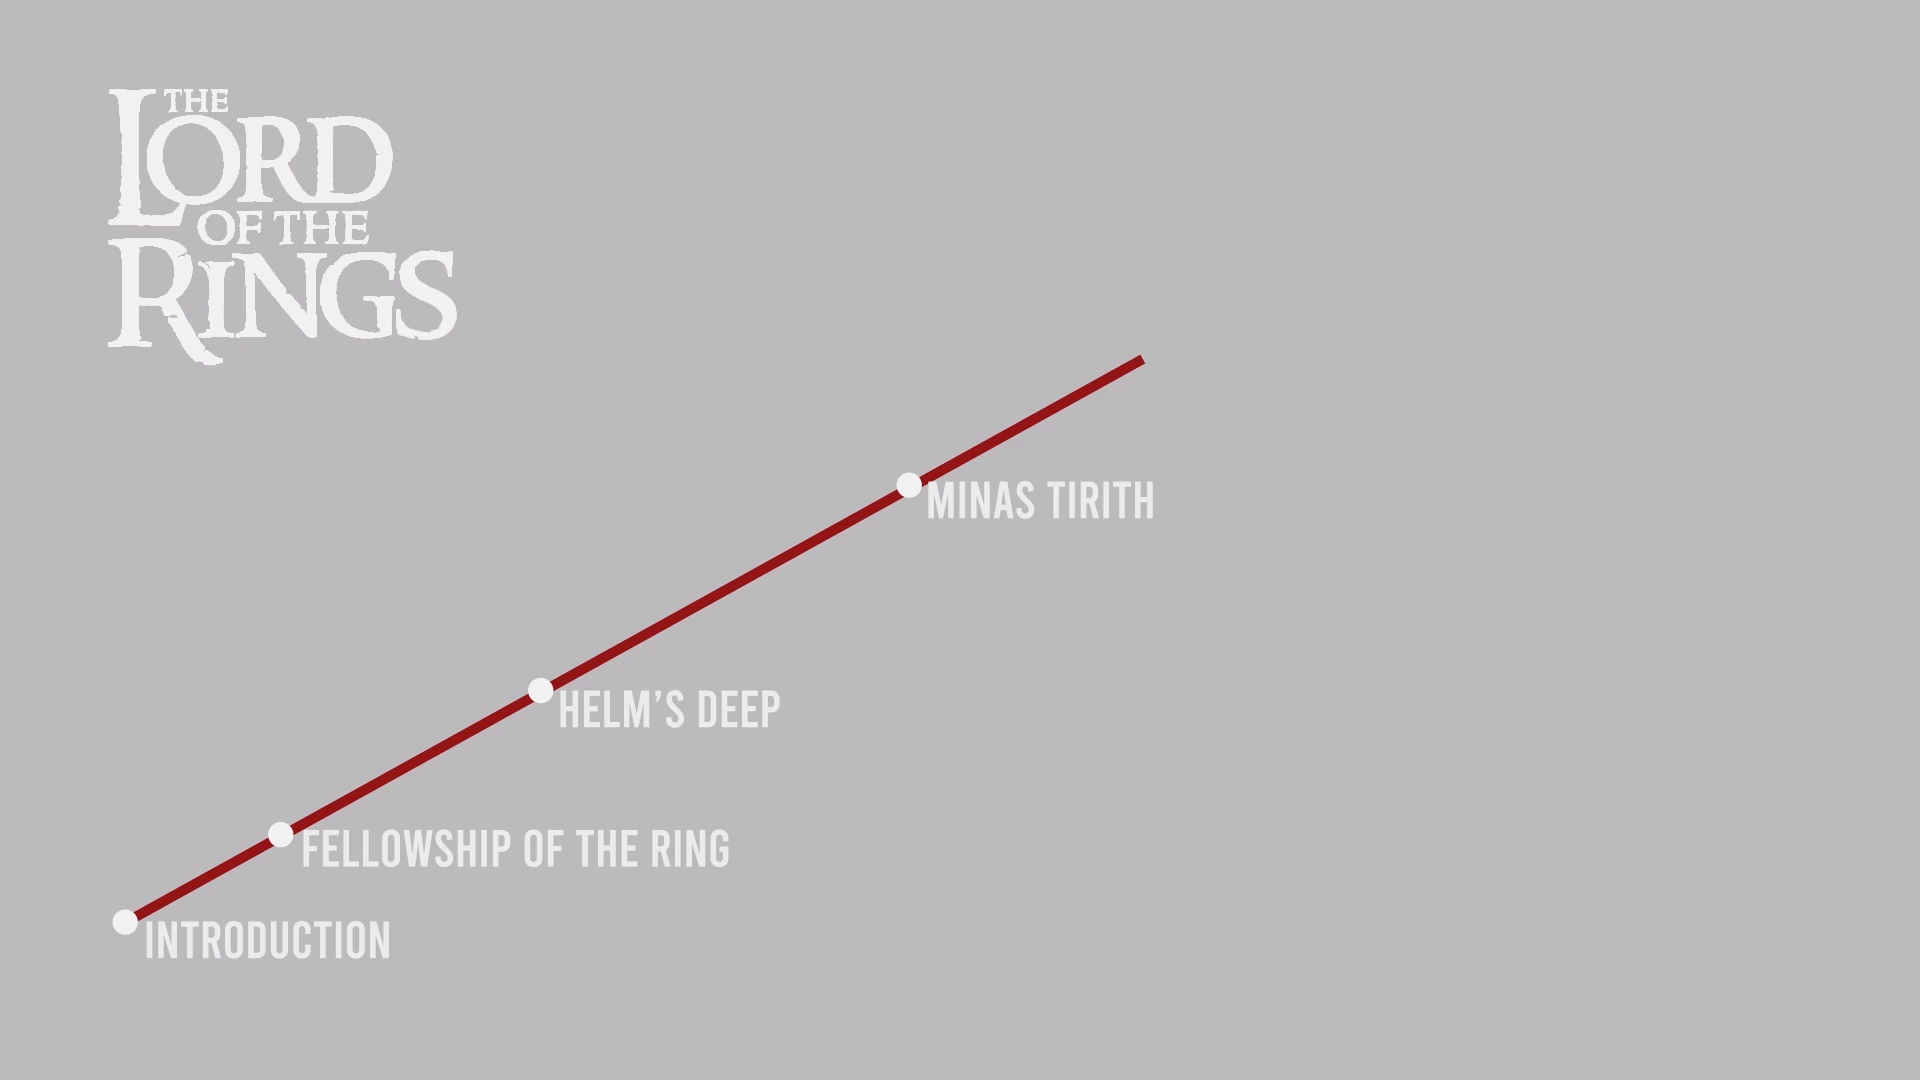 THE
LORD
OF THE
RINGS
MINAS TIRITH
HELM'S DEEP
FELLOWSHIP OF THE RING
INTRODUCTION